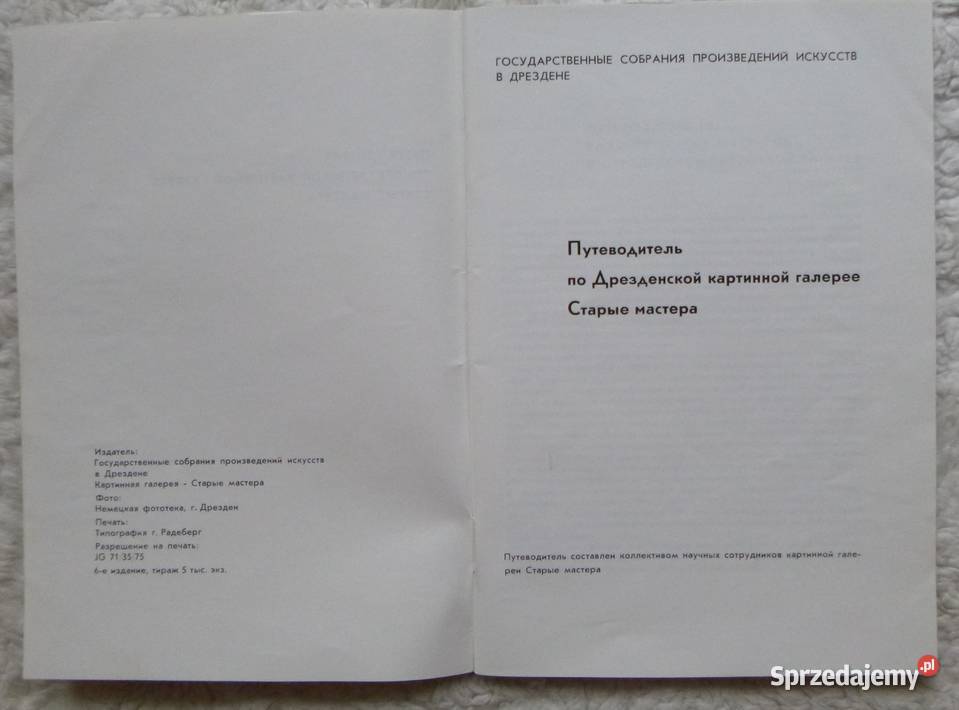 Издатель:
Государственные собрания произведений искусств
в Дрездене
Картинная галерея - Старые мастера
Фото:
Немецкая фототека, г. Дрезден
Печать:
Типография г. Радеберг
Разрешение на печать:
JG 71/35/75
6-е издание, тираж 5 тыс. экз.
ГОСУДАРСТВЕННЫЕ СОБРАНИЯ ПРОИЗВЕДЕНИЙ ИСКУССТВ
В ДРЕЗДЕНЕ
Путеводитель
по Дрезденской картинной галерее
Старые мастера
Путеводитель составлен коллективом научных сотрудников картинной гале-
реи Старые мастера
Sprzedajemy.pl